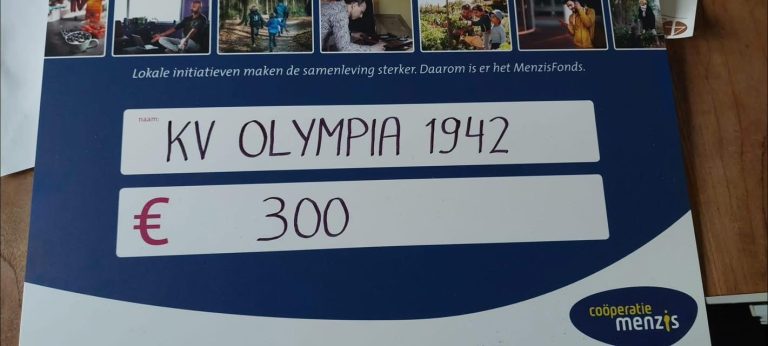 Lokale initiatieven maken de samenleving sterker. Daarom is er het MenzisFonds.
naam: KV OLYMPIA 1942
€ 300
coöperatie
menzis